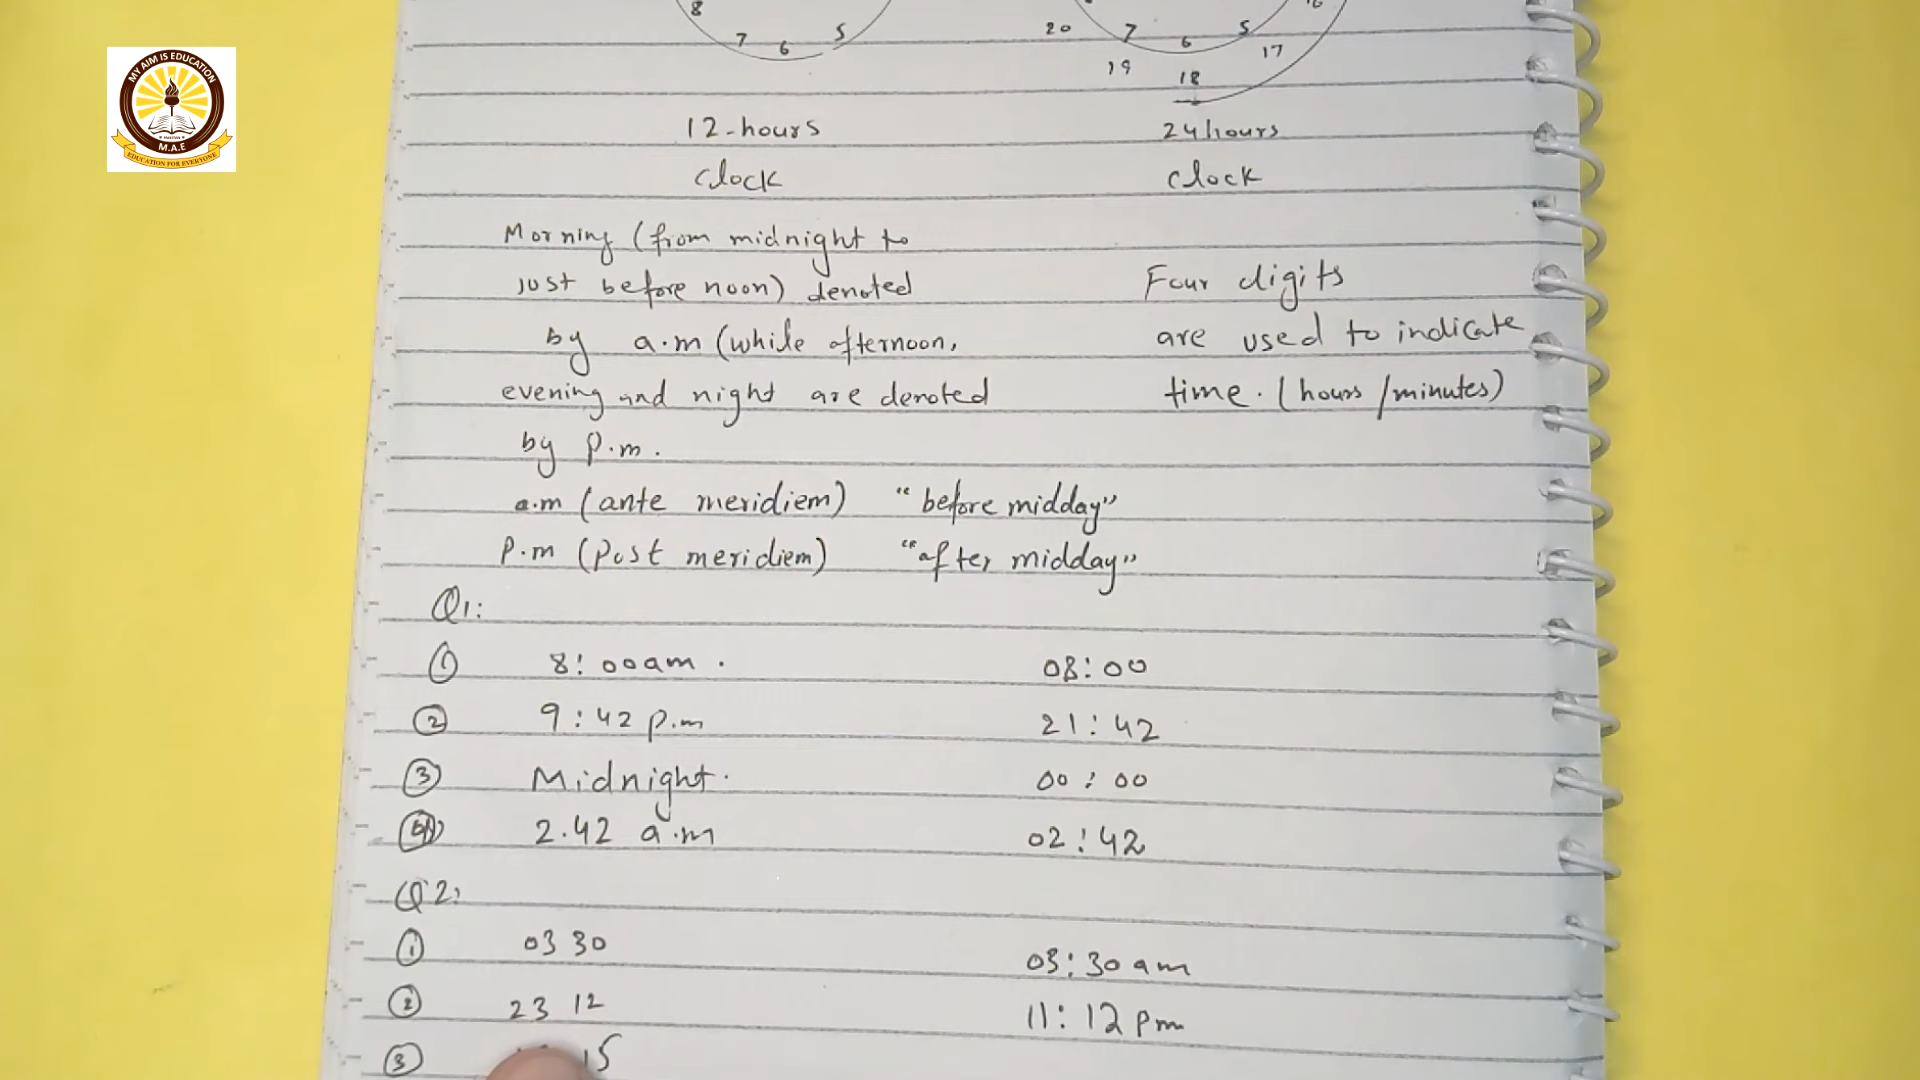 MY AIM IS EDUCATION
M.A.E
EDUCATION FOR EVERYONE
8 7 6 5
20 19 7 18 6 17 5 16
12-hours 24 hours
clock clock
Morning (from midnight to
just before noon) denoted Four digits
by a.m (while afternoon, are used to indicate
evening and night are denoted time. (hours/minutes)
by P.m.
a.m (ante meridiem) "before midday"
P.m (Post meridiem) "after midday"
Q1:
① 8:00am. 08:00
② 9:42 p.m 21:42
③ Midnight. 00:00
2.42 a.m 02:42
Q2:
① 03 30 03:30am
② 23 12 11:12 pm
③ 15